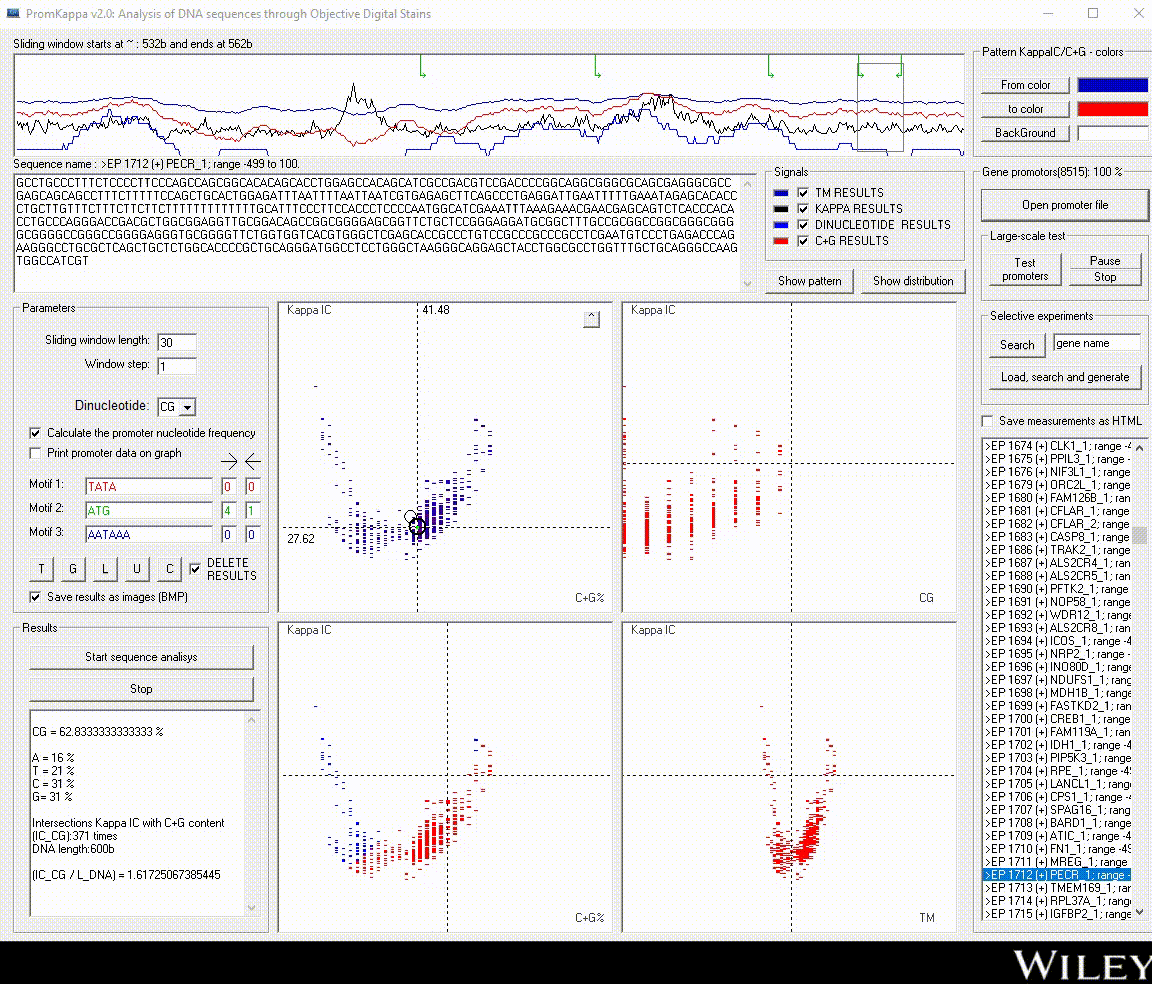 PromKappa v2.0: Analysis of DNA sequences through Objective Digital Stains
Sliding window starts at ~ : 532b and ends at 562b
Sequence name : >EP 1712 (+) PECR_1; range -499 to 100.
GCCTGCCCTTTCTCCCCTTCCCAGCCAGCGGCACACAGCACCTGGAGCCACAGCATCGCCGACGTCCGACCCCGGCAGGCGGGCGCAGCGAGGGCGCC
GAGCAGCAGCCTTTCTTTTTCCAGCTGCACTGGAGATTTAATTTTAATTAATCGTGAGAGCTTCAGCCCTGAGGATTGAATTTTTGAAATAGAGCACACC
CTGCTTGTTTCTTTCTTCTTCTTTTTTTTTTTTTGCATTTCCCTTCCACCCTCCCCAATGGCATCGAAATTTAAAGAAACGAACGAGCAGTCTCACCCACA
CCTGCCCAGGGACCGACGCTGGCGGAGGTTGCGGACAGCCGGCGGGGAGCGGTTCTGCTCCGGGAGGATGCGGCTTTGCCGCGGCCGGCGGGCGGG
GCGGGGCCGGGCCGGGGAGGGTGCGGGGTTCTGGTGGTCACGTGGGCTCGAGCACCGCCCTGTCCGCCCCGCCCGCCTCGAATGTCCCTGAGACCCAG
AAGGGCCTGCGCTCAGCTGCTCTGGCACCCCGCTGCAGGGATGGCCTCCTGGGCTAAGGGCAGGAGCTACCTGGCGCCTGGTTTGCTGCAGGGCCAAG
TGGCCATCGT
Signals
TM RESULTS
KAPPA RESULTS
DINUCLEOTIDE RESULTS
C+G RESULTS
Show pattern
Show distribution
Pattern KappaIC/C+G - colors
From color
to color
BackGround
Gene promotors(8515): 100 %
Open promoter file
Large-scale test
Test promoters
Pause
Stop
Selective experiments
Search
gene name
Load, search and generate
Save measurements as HTML
Parameters
Sliding window length: 30
Window step: 1
Dinucleotide: CG
Calculate the promoter nucleotide frequency
Print promoter data on graph
Motif 1: TATA 0 0
Motif 2: ATG 4 1
Motif 3: AATAAA 0 0
T G L U C DELETE RESULTS
Save results as images (BMP)
Kappa IC
41.48
27.62
C+G%
Kappa IC
CG
Results
Start sequence analisys
Stop
CG = 62.8333333333333 %
A = 16 %
T = 21 %
C = 31 %
G= 31 %
Intersections Kappa IC with C+G content
(IC_CG):371 times
DNA length:600b
(IC_CG / L_DNA) = 1.61725067385445
Kappa IC
C+G%
Kappa IC
TM
>EP 1674 (+) CLK1_1; range -4
>EP 1675 (+) PPIL3_1; range -
>EP 1676 (+) NIF3L1_1; range
>EP 1679 (+) ORC2L_1; range
>EP 1680 (+) FAM126B_1; range
>EP 1681 (+) CFLAR_1; range
>EP 1682 (+) CFLAR_2; range
>EP 1683 (+) CASP8_1; range
>EP 1686 (+) TRAK2_1; range
>EP 1687 (+) ALS2CR4_1; range
>EP 1688 (+) ALS2CR5_1; range
>EP 1690 (+) PFTK2_1; range
>EP 1691 (+) NOP58_1; range
>EP 1692 (+) WDR12_1; range
>EP 1693 (+) ALS2CR8_1; range
>EP 1694 (+) ICOS_1; range -4
>EP 1695 (+) NRP2_1; range -
>EP 1696 (+) INO80D_1; range
>EP 1697 (+) NDUFS1_1; range
>EP 1698 (+) MDH1B_1; range
>EP 1699 (+) FASTKD2_1; range
>EP 1700 (+) CREB1_1; range
>EP 1701 (+) FAM119A_1; range
>EP 1702 (+) IDH1_1; range -4
>EP 1703 (+) PIP5K3_1; range
>EP 1704 (+) RPE_1; range -4
>EP 1705 (+) LANCL1_1; range
>EP 1706 (+) CPS1_1; range -4
>EP 1707 (+) SPAG16_1; range
>EP 1708 (+) BARD1_1; range
>EP 1709 (+) ATIC_1; range -4
>EP 1710 (+) FN1_1; range -49
>EP 1711 (+) MREG_1; range
>EP 1712 (+) PECR_1; range -
>EP 1713 (+) TMEM169_1; rar
>EP 1714 (+) RPL37A_1; rang
>EP 1715 (+) IGFBP2_1; range
WILEY